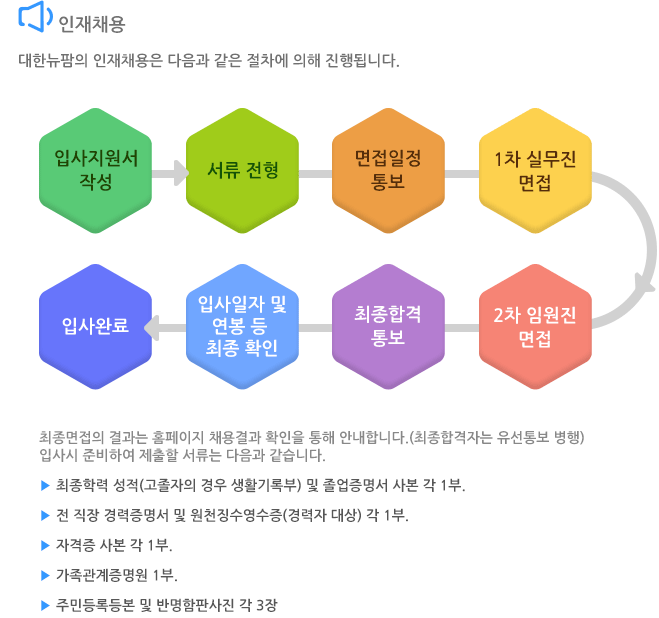 인재채용
대한뉴팜의 인재채용은 다음과 같은 절차에 의해 진행됩니다.
입사지원서
작성
서류 전형
면접일정
통보
1차 실무진
면접
2차 임원진
면접
최종합격
통보
입사일자 및
연봉 등
최종 확인
입사완료
최종면접의 결과는 홈페이지 채용결과 확인을 통해 안내합니다.(최종합격자는 유선통보 병행)
입사시 준비하여 제출할 서류는 다음과 같습니다.
▶ 최종학력 성적(고졸자의 경우 생활기록부) 및 졸업증명서 사본 각 1부.
▶ 전 직장 경력증명서 및 원천징수영수증(경력자 대상) 각 1부.
▶ 자격증 사본 각 1부.
▶ 가족관계증명원 1부.
▶ 주민등록등본 및 반명함판사진 각 3장